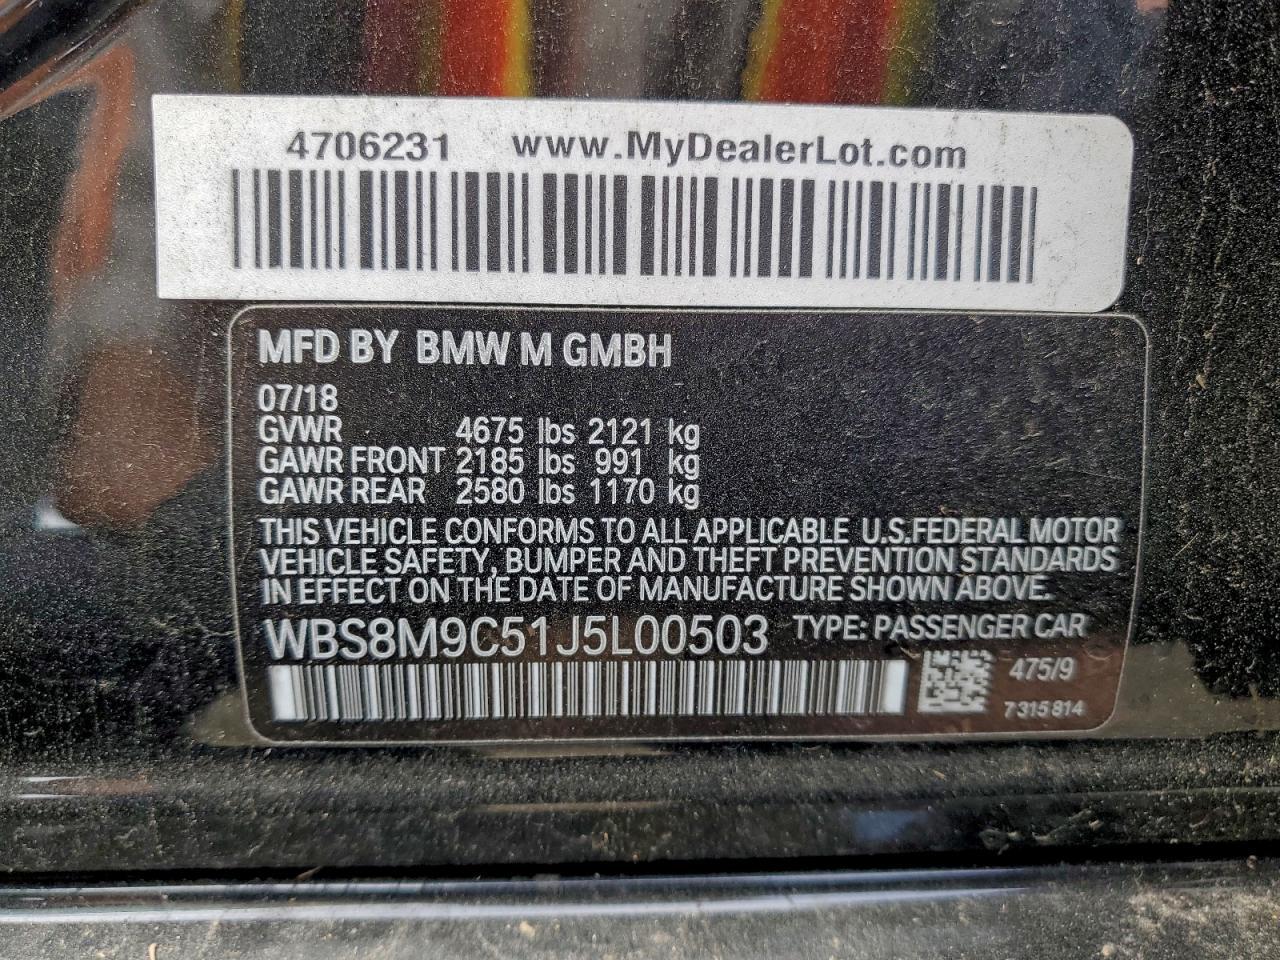 4706231 www.MyDealerLot.com
MFD BY BMW M GMBH
07/18
GVWR 4675 lbs 2121 kg
GAWR FRONT 2185 lbs 991 kg
GAWR REAR 2580 lbs 1170 kg
THIS VEHICLE CONFORMS TO ALL APPLICABLE U.S.FEDERAL MOTOR
VEHICLE SAFETY, BUMPER AND THEFT PREVENTION STANDARDS
IN EFFECT ON THE DATE OF MANUFACTURE SHOWN ABOVE.
WBS8M9C51J5L00503 TYPE: PASSENGER CAR
475/9
7315814